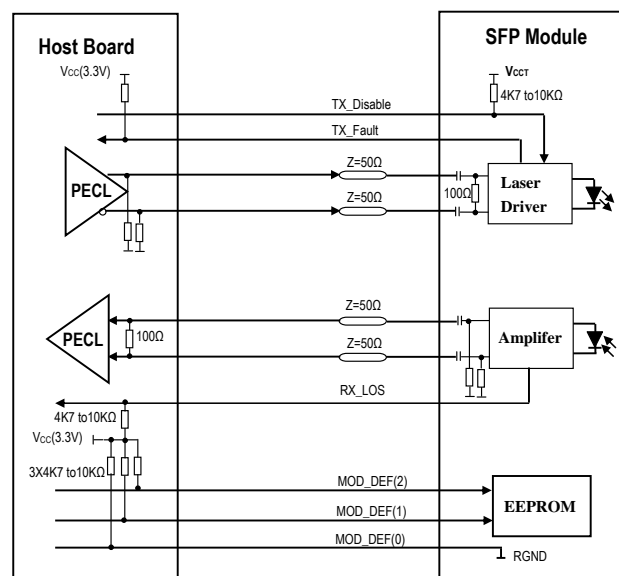 Host Board
SFP Module
Vcc(3.3V)
VCCT
4K7 to10KΩ
TX_Disable
TX_Fault
Z=50Ω
PECL
Z=50Ω
100Ω
Laser
Driver
Z=50Ω
PECL
100Ω
Z=50Ω
Amplifer
RX_LOS
4K7 to10KΩ
Vcc(3.3V)
3X4K7 to10KΩ
MOD_DEF(2)
MOD_DEF(1)
EEPROM
MOD_DEF(0)
RGND